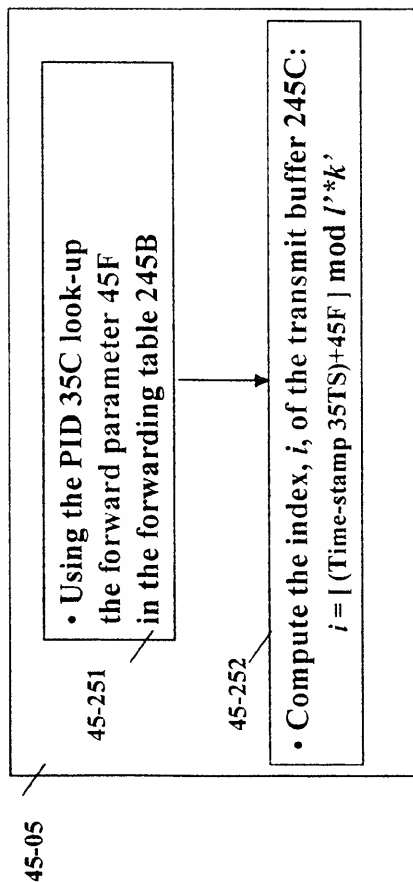 45-05
45-251
• Using the PID 35C look-up
the forward parameter 45F
in the forwarding table 245B
45-252
• Compute the index, i, of the transmit buffer 245C:
i = [ (Time-stamp 35TS)+45F ] mod l'*k'